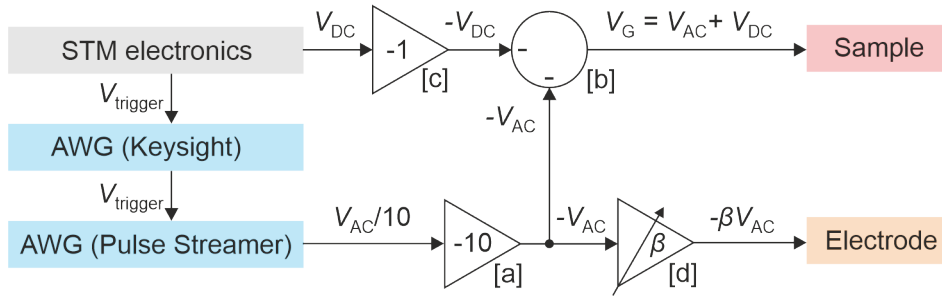 STM electronics
V_DC
-1
[c]
-V_DC
-
-
[b]
V_G = V_AC + V_DC
Sample
V_trigger
AWG (Keysight)
V_trigger
-V_AC
AWG (Pulse Streamer)
V_AC/10
-10
[a]
-V_AC
β
[d]
-βV_AC
Electrode